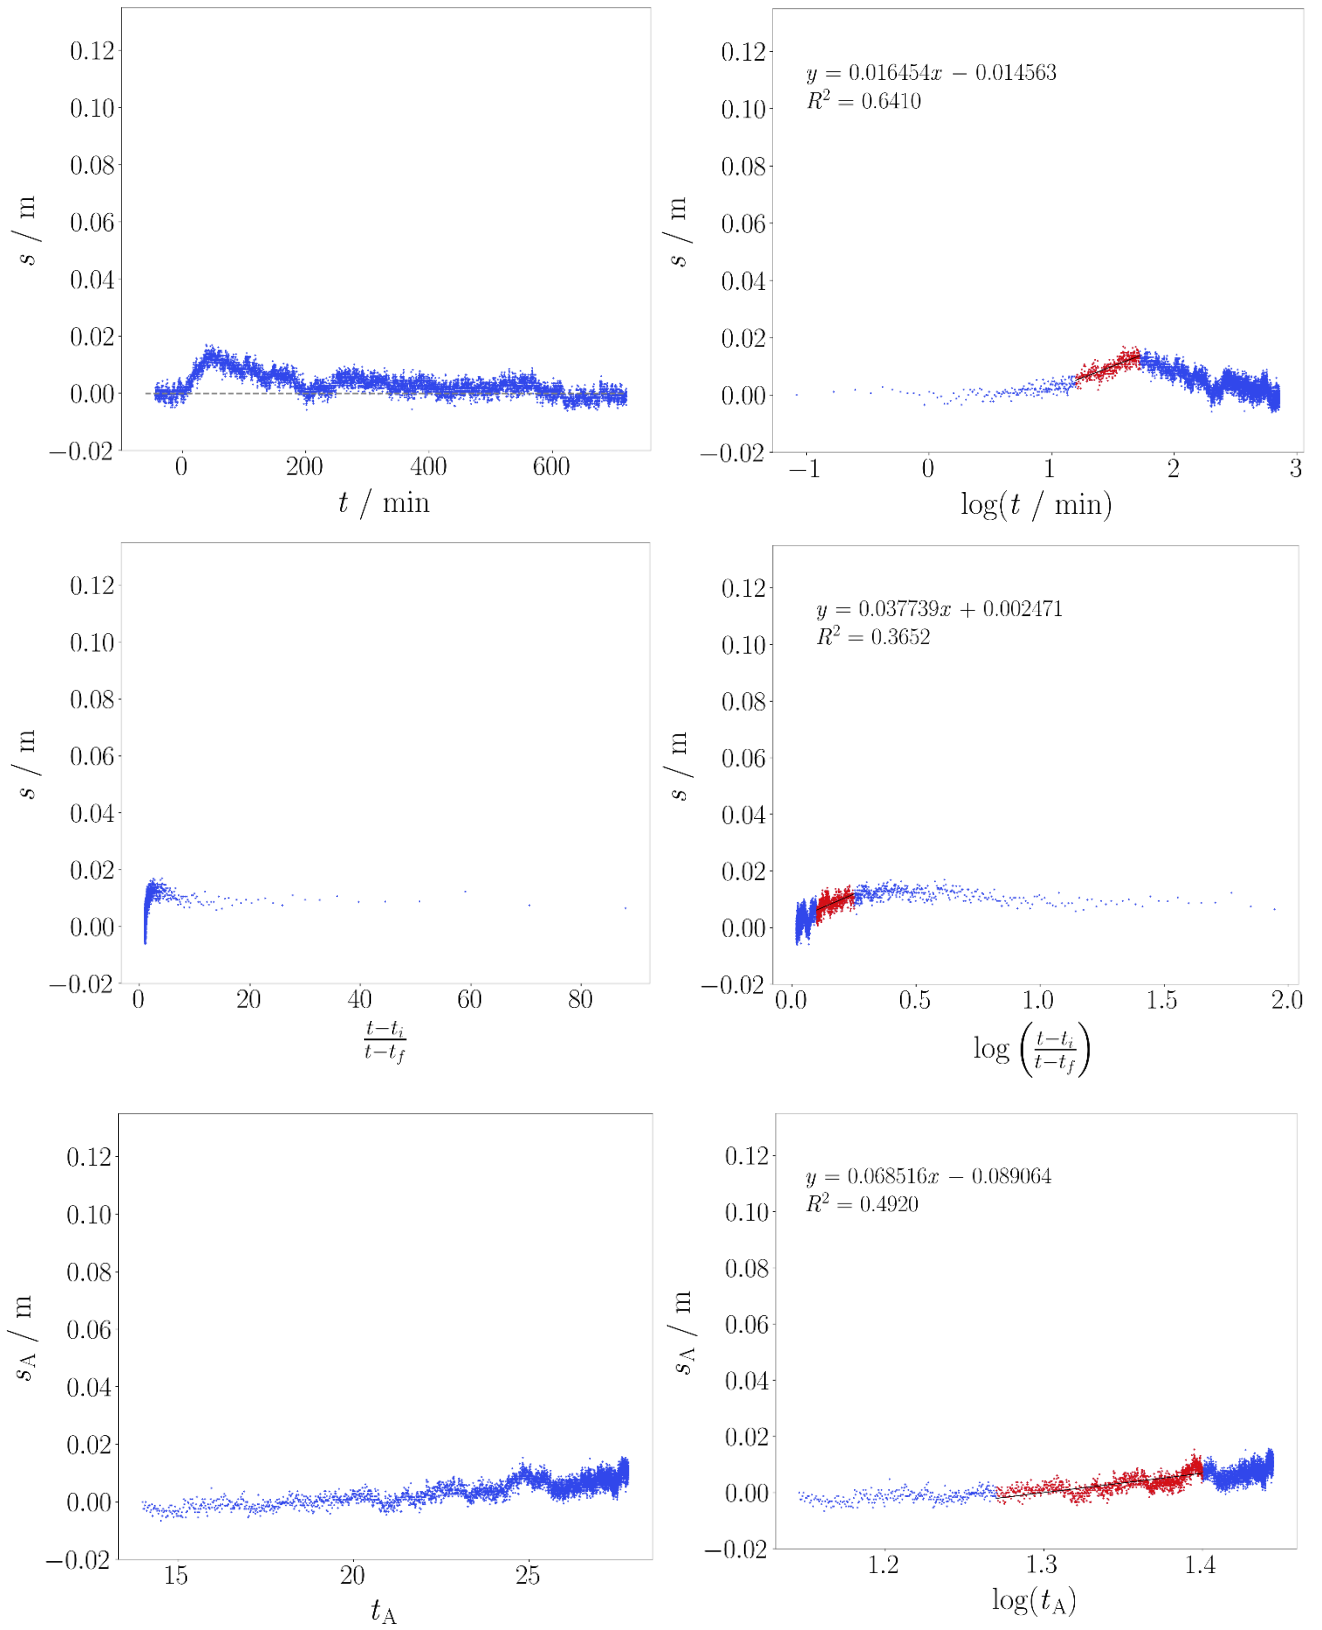 0.12
0.10
0.08
0.06
0.04
0.02
0.00
−0.02
s / m
0 200 400 600
t / min
y = 0.016454x − 0.014563
R² = 0.6410
0.12
0.10
0.08
0.06
0.04
0.02
0.00
−0.02
s / m
−1 0 1 2 3
log(t / min)
0.12
0.10
0.08
0.06
0.04
0.02
0.00
−0.02
s / m
0 20 40 60 80
t−t_i
t−t_f
y = 0.037739x + 0.002471
R² = 0.3652
0.12
0.10
0.08
0.06
0.04
0.02
0.00
−0.02
s / m
0.0 0.5 1.0 1.5 2.0
log (t−t_i / t−t_f)
0.12
0.10
0.08
0.06
0.04
0.02
0.00
−0.02
s_A / m
15 20 25
t_A
y = 0.068516x − 0.089064
R² = 0.4920
0.12
0.10
0.08
0.06
0.04
0.02
0.00
−0.02
s_A / m
1.2 1.3 1.4
log(t_A)